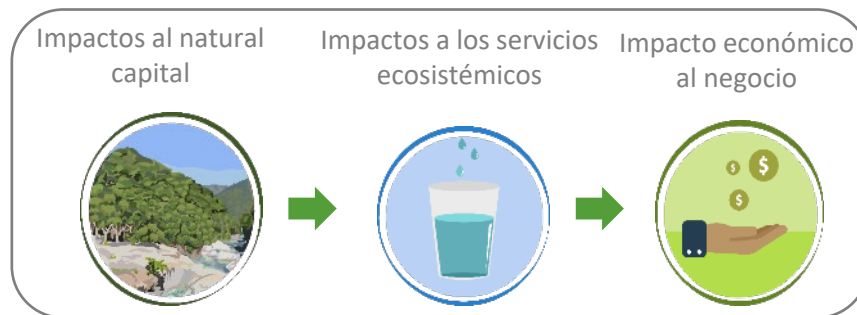 Impactos al natural
capital
Impactos a los servicios
ecosistémicos
Impacto económico
al negocio
$
$
$